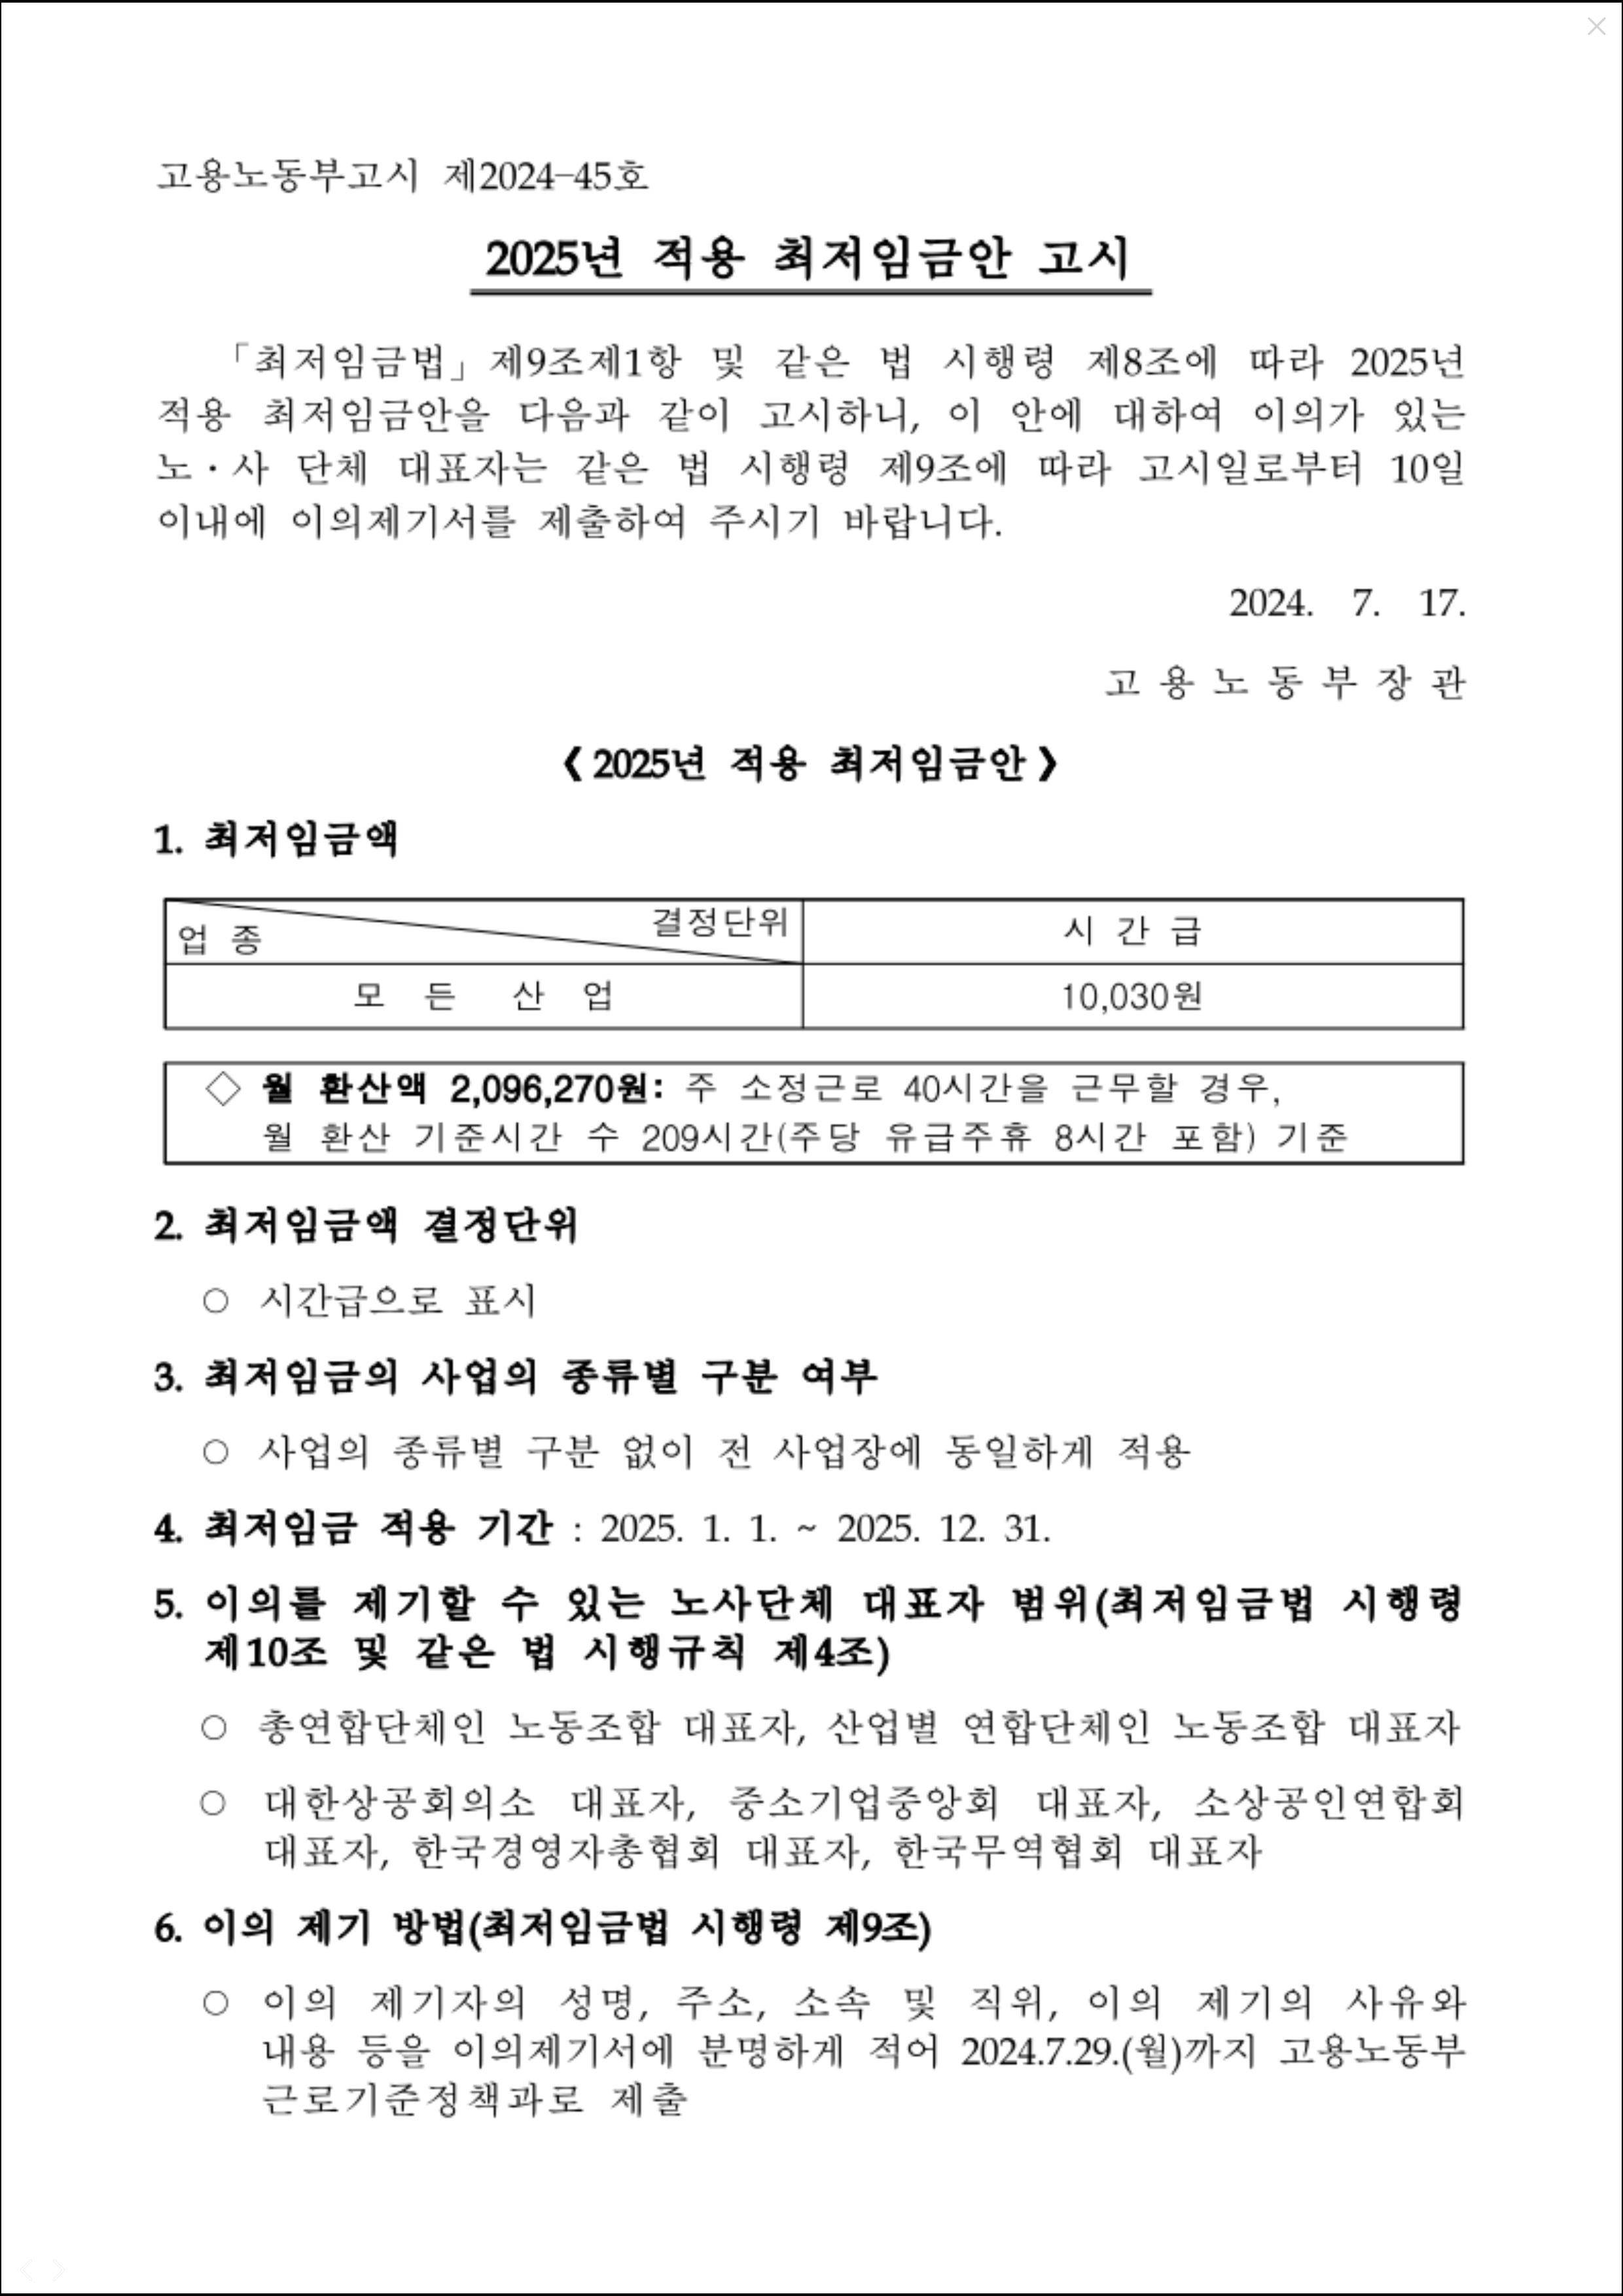 고용노동부고시 제2024-45호
2025년 적용 최저임금안 고시
「최저임금법」제9조제1항 및 같은 법 시행령 제8조에 따라 2025년
적용 최저임금안을 다음과 같이 고시하니, 이 안에 대하여 이의가 있는
노·사 단체 대표자는 같은 법 시행령 제9조에 따라 고시일로부터 10일
이내에 이의제기서를 제출하여 주시기 바랍니다.
2024. 7. 17.
고 용 노 동 부 장 관
《 2025년 적용 최저임금안 》
1. 최저임금액
결정단위
업 종
시 간 급
모 든 산 업
10,030원
◇ 월 환산액 2,096,270원: 주 소정근로 40시간을 근무할 경우,
월 환산 기준시간 수 209시간(주당 유급주휴 8시간 포함) 기준
2. 최저임금액 결정단위
○ 시간급으로 표시
3. 최저임금의 사업의 종류별 구분 여부
○ 사업의 종류별 구분 없이 전 사업장에 동일하게 적용
4. 최저임금 적용 기간 : 2025. 1. 1. ~ 2025. 12. 31.
5. 이의를 제기할 수 있는 노사단체 대표자 범위(최저임금법 시행령
제10조 및 같은 법 시행규칙 제4조)
○ 총연합단체인 노동조합 대표자, 산업별 연합단체인 노동조합 대표자
○ 대한상공회의소 대표자, 중소기업중앙회 대표자, 소상공인연합회
대표자, 한국경영자총협회 대표자, 한국무역협회 대표자
6. 이의 제기 방법(최저임금법 시행령 제9조)
○ 이의 제기자의 성명, 주소, 소속 및 직위, 이의 제기의 사유와
내용 등을 이의제기서에 분명하게 적어 2024.7.29.(월)까지 고용노동부
근로기준정책과로 제출